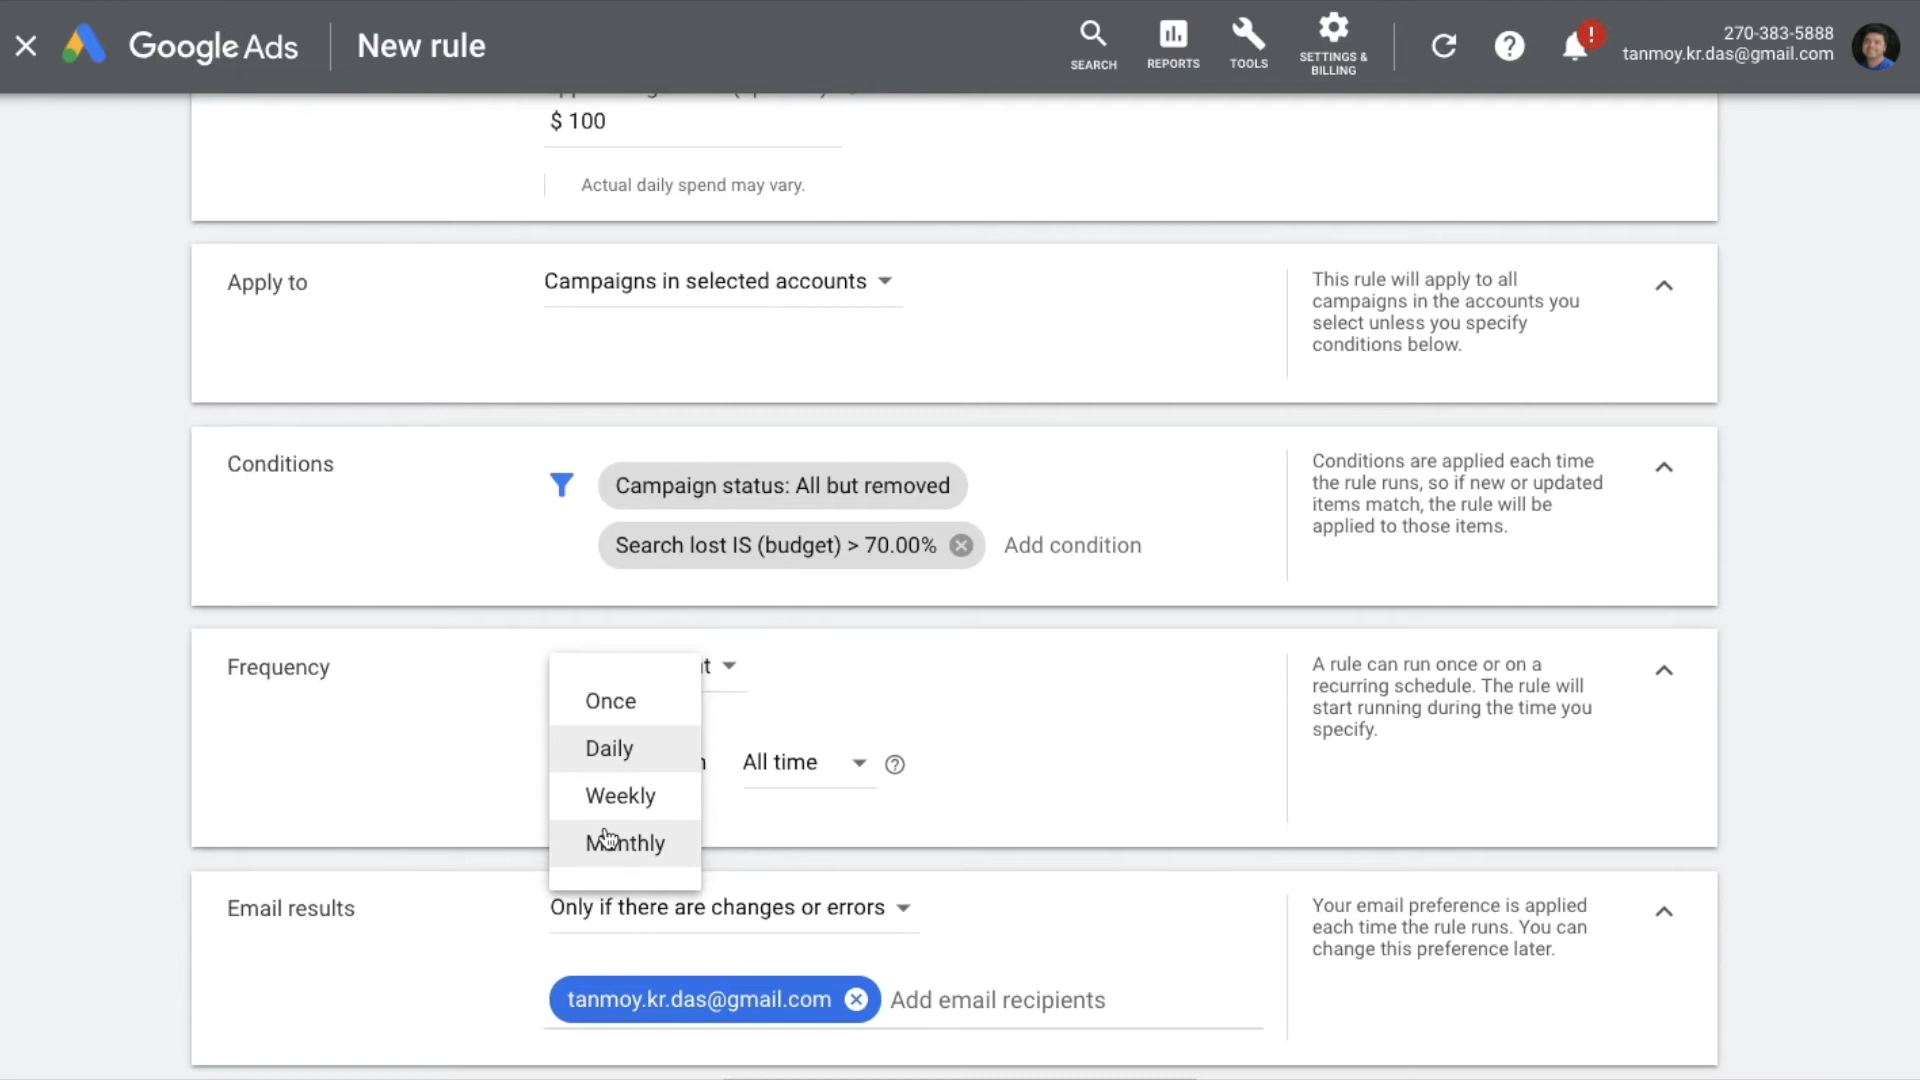 Google Ads
New rule
SEARCH
REPORTS
TOOLS
SETTINGS &
BILLING
!
270-383-5888
tanmoy.kr.das@gmail.com
$ 100
Actual daily spend may vary.
Apply to
Campaigns in selected accounts
This rule will apply to all
campaigns in the accounts you
select unless you specify
conditions below.
Conditions
Campaign status: All but removed
Search lost IS (budget) > 70.00%
Add condition
Conditions are applied each time
the rule runs, so if new or updated
items match, the rule will be
applied to those items.
Frequency
Once
Daily
Weekly
Monthly
All time
A rule can run once or on a
recurring schedule. The rule will
start running during the time you
specify.
Email results
Only if there are changes or errors
Your email preference is applied
each time the rule runs. You can
change this preference later.
tanmoy.kr.das@gmail.com
Add email recipients